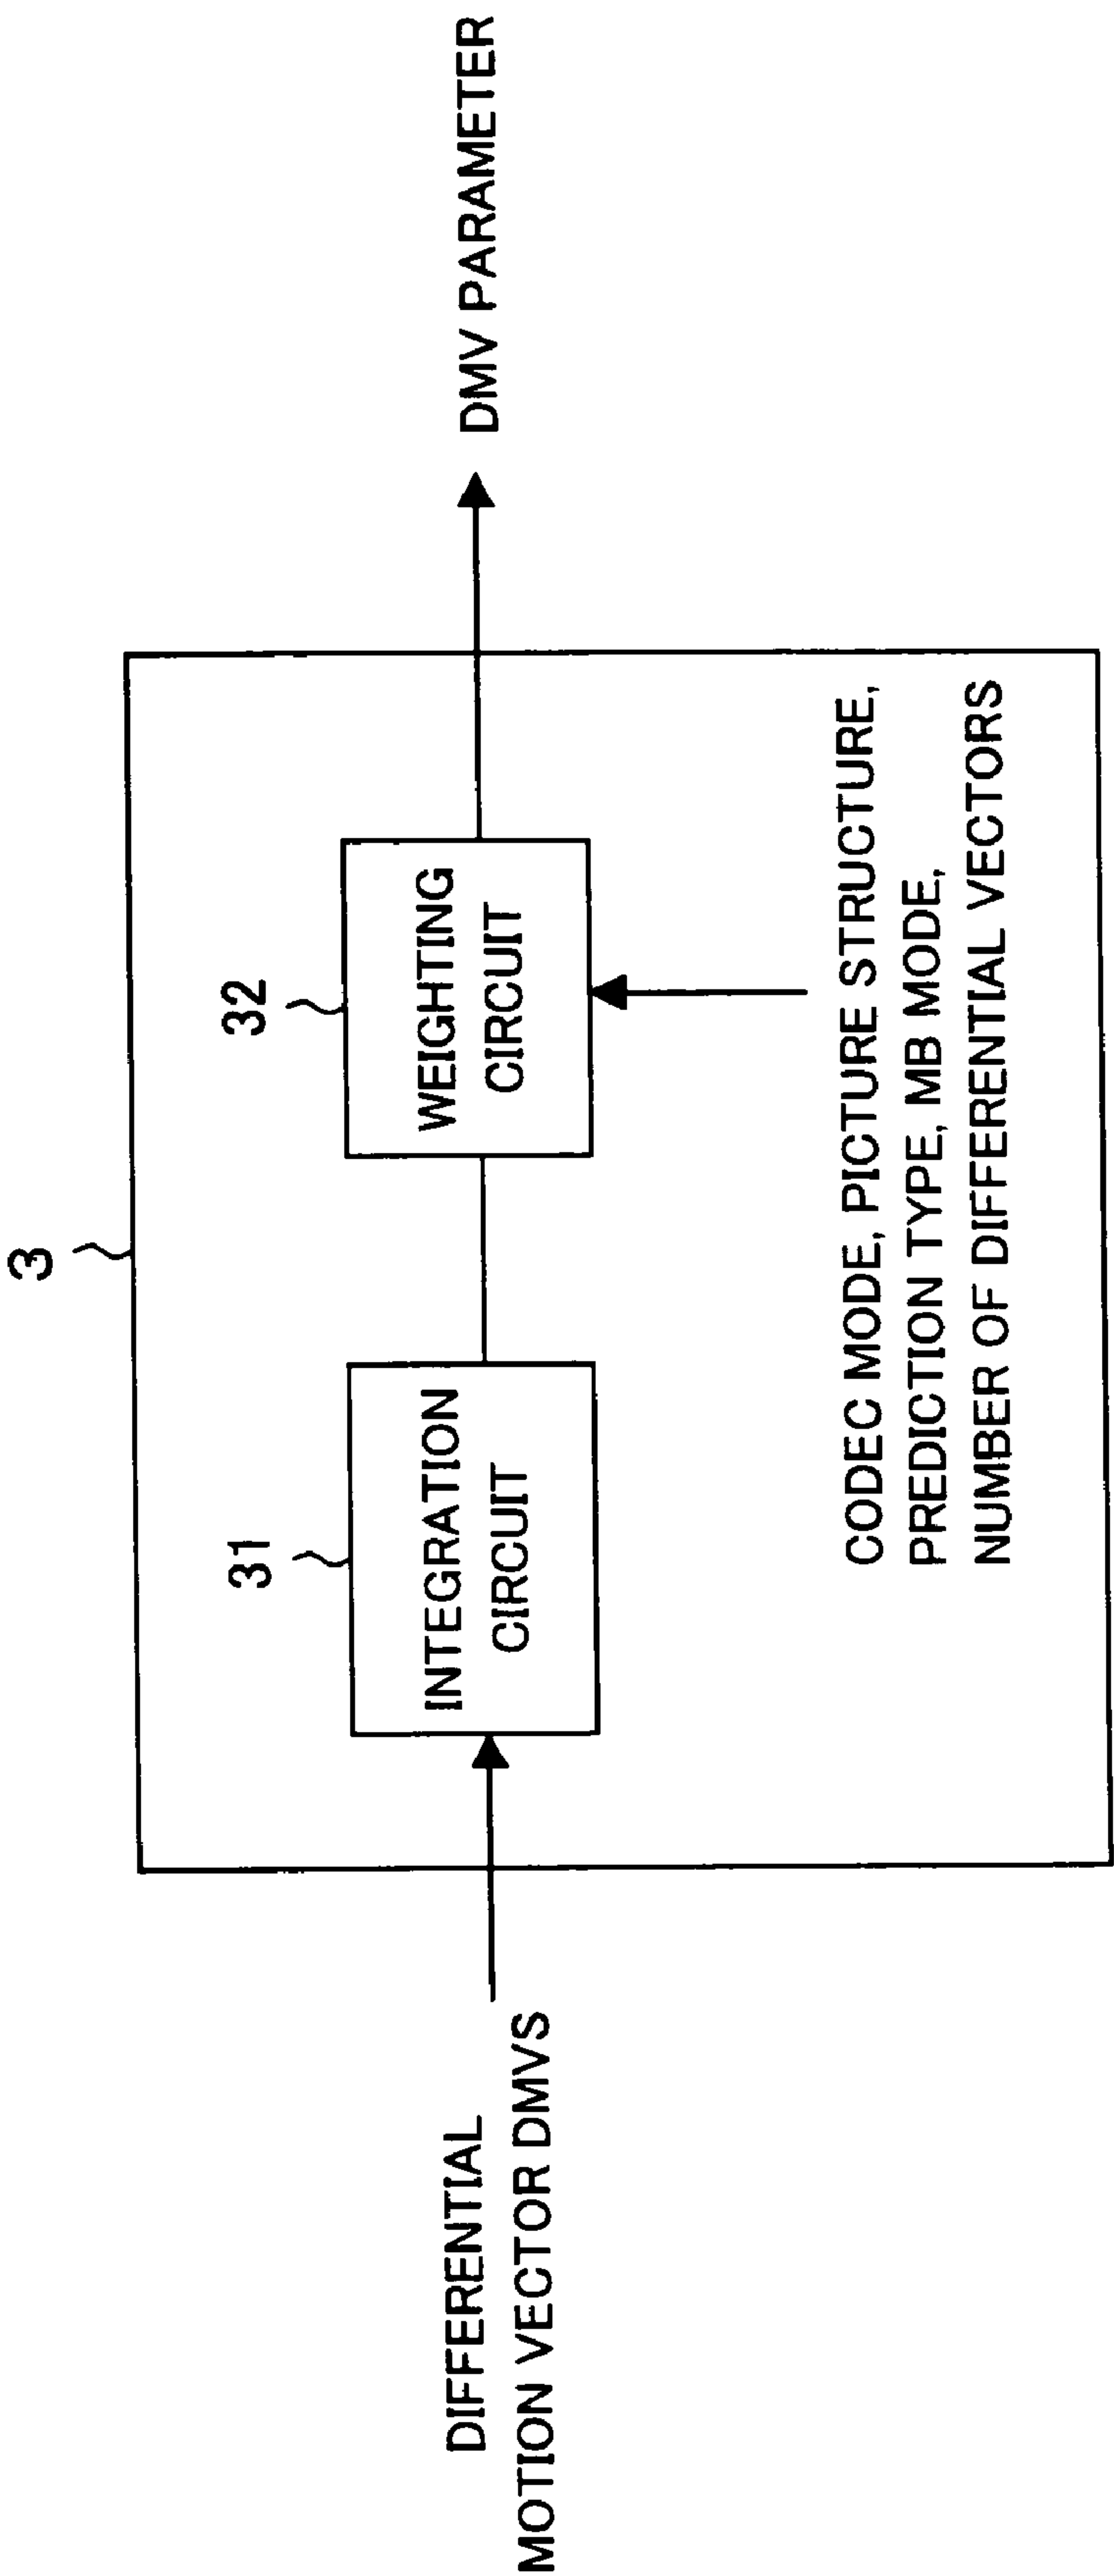 3
31
32
DIFFERENTIAL
MOTION VECTOR DMVS
INTEGRATION
CIRCUIT
WEIGHTING
CIRCUIT
DMV PARAMETER
CODEC MODE, PICTURE STRUCTURE,
PREDICTION TYPE, MB MODE,
NUMBER OF DIFFERENTIAL VECTORS